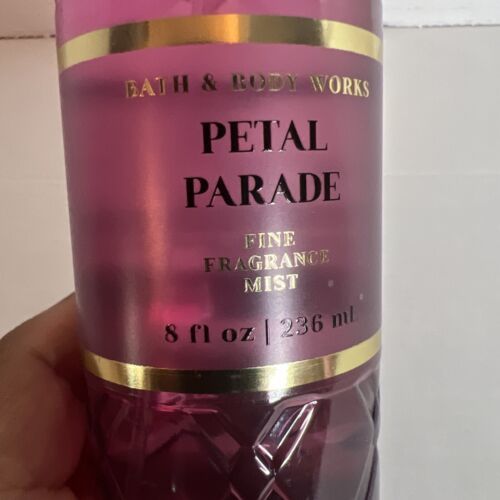 BATH & BODY WORKS
PETAL
PARADE
FINE
FRAGRANCE
MIST
8 fl oz | 236 mL